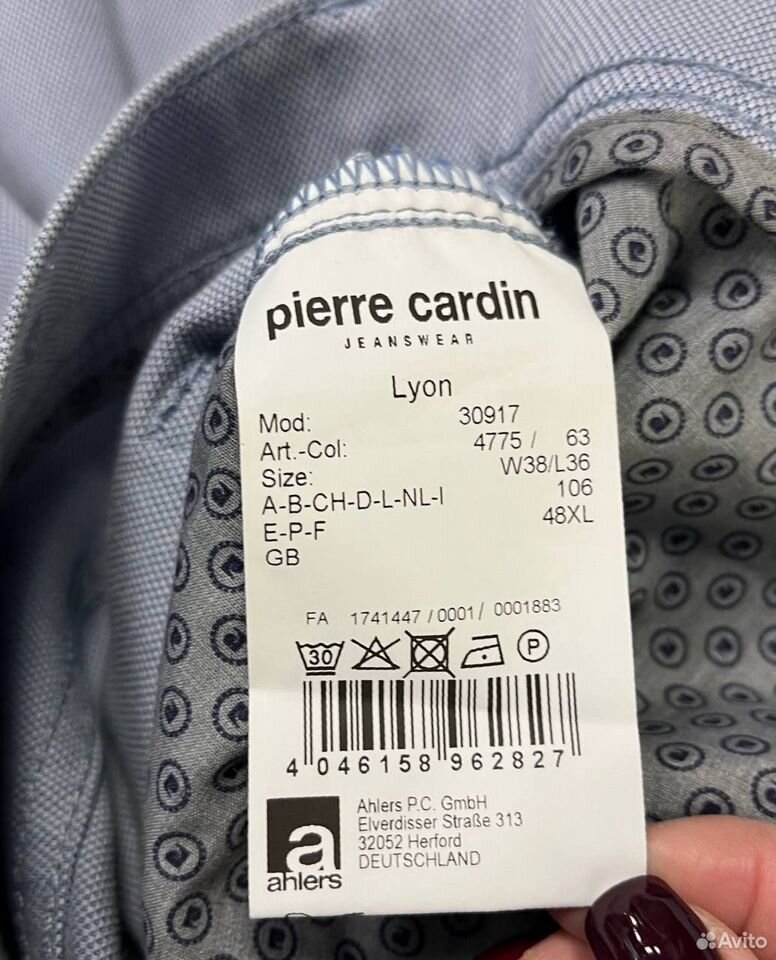 pierre cardin
JEANSWEAR
Lyon
Mod: 30917
Art.-Col: 4775 / 63
Size: W38/L36
A-B-CH-D-L-NL-I 106
E-P-F 48XL
GB
FA 1741447 /0001/ 0001883
30 P
4 046158 962827
a
ahlers
Ahlers P.C. GmbH
Elverdisser Straße 313
32052 Herford
DEUTSCHLAND
Avito